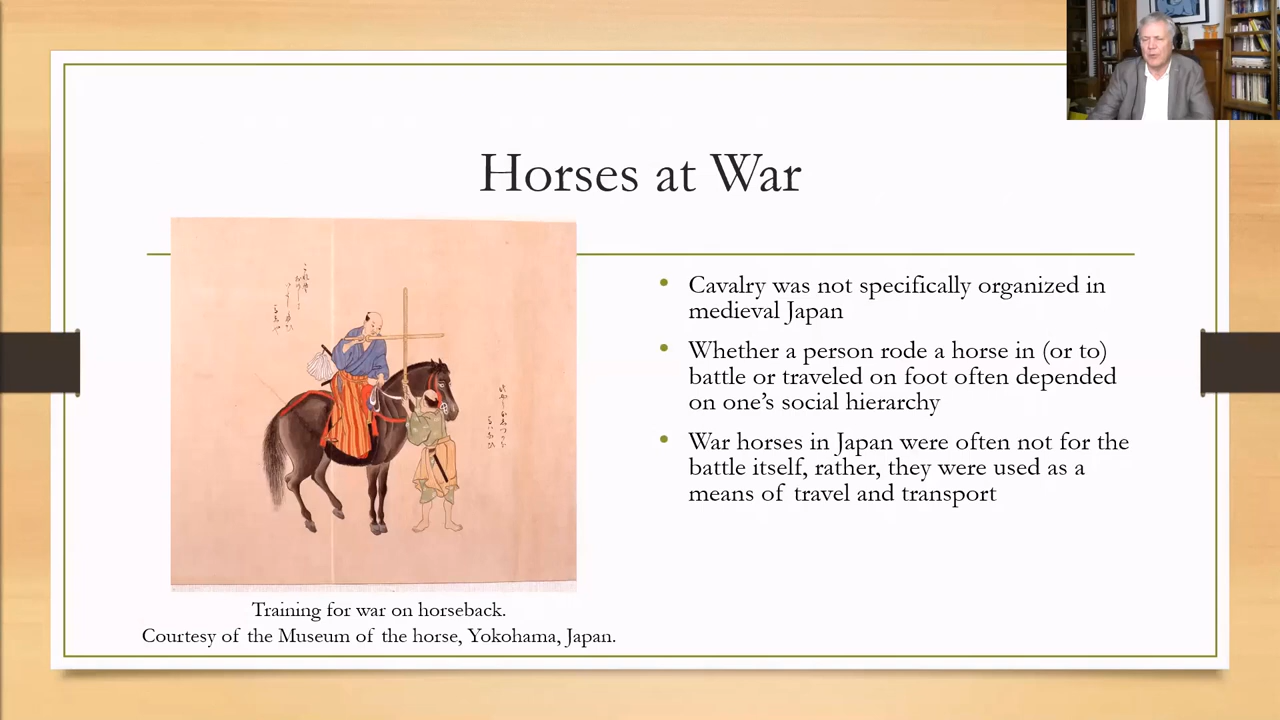 Horses at War
Cavalry was not specifically organized in
medieval Japan
Whether a person rode a horse in (or to)
battle or traveled on foot often depended
on one’s social hierarchy
War horses in Japan were often not for the
battle itself, rather, they were used as a
means of travel and transport
Training for war on horseback.
Courtesy of the Museum of the horse, Yokohama, Japan.